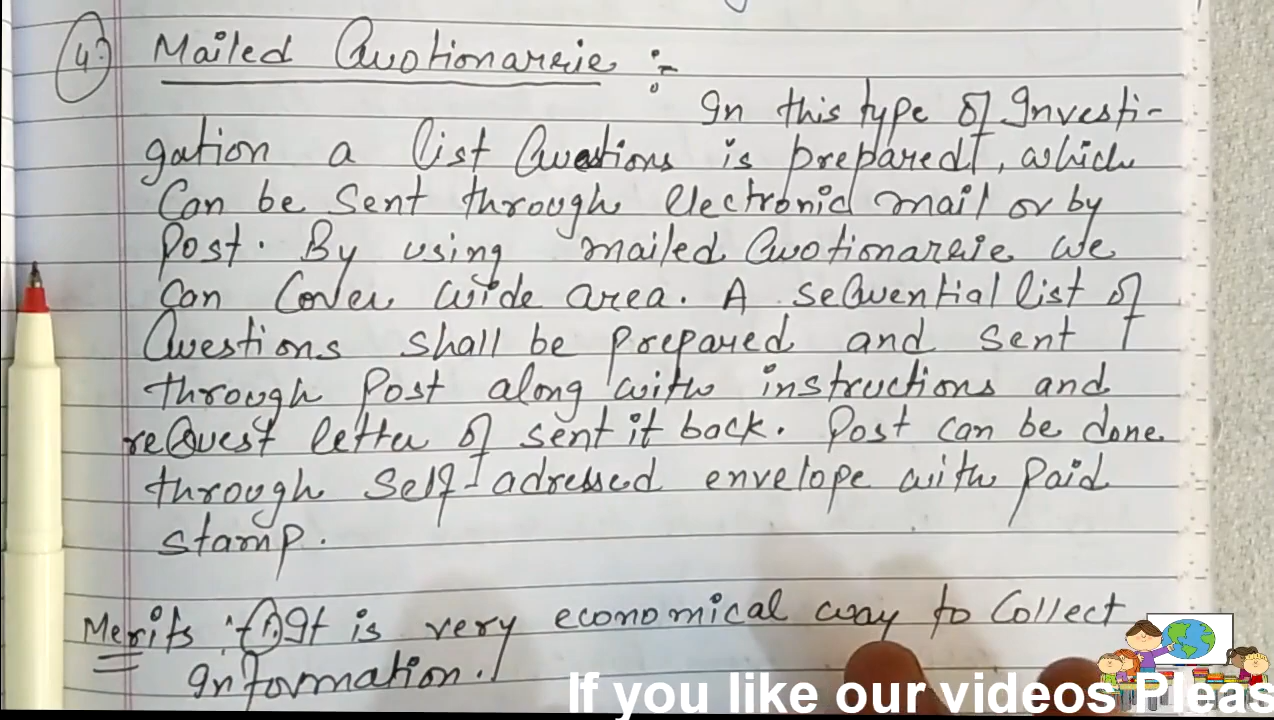 4. Mailed Quotionareie :-
In this type of Investi-
gation a list Questions is prepared, which
Can be Sent through electronic mail or by
Post. By using mailed Quotionareie we
Can Cover wide area. A seQuential list of
Questions shall be prepared and sent
through Post along with instructions and
reQuest letter of sent it back. Post can be done
through Self-adressed envelope with Paid
stamp.
Merits :- 1. It is very economical way to Collect
Information.
If you like our videos Pleas